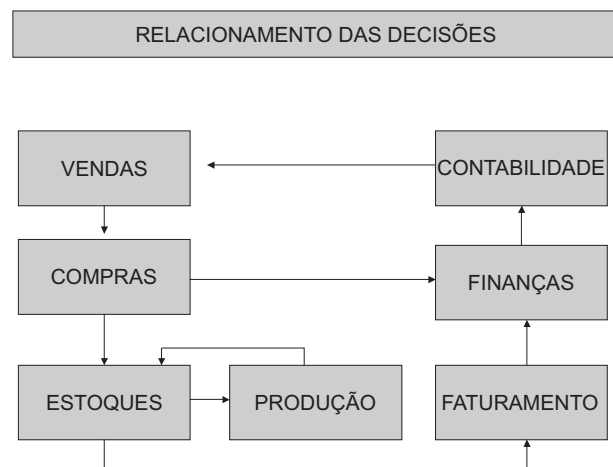 RELACIONAMENTO DAS DECISÕES
VENDAS
CONTABILIDADE
COMPRAS
FINANÇAS
ESTOQUES
PRODUÇÃO
FATURAMENTO